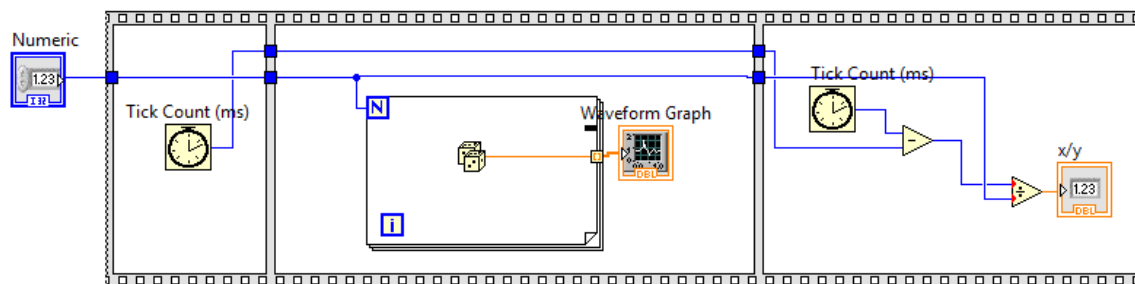 Numeric
1.23
I32
Tick Count (ms)
N
i
Waveform Graph
DBL
Tick Count (ms)
x/y
1.23
DBL